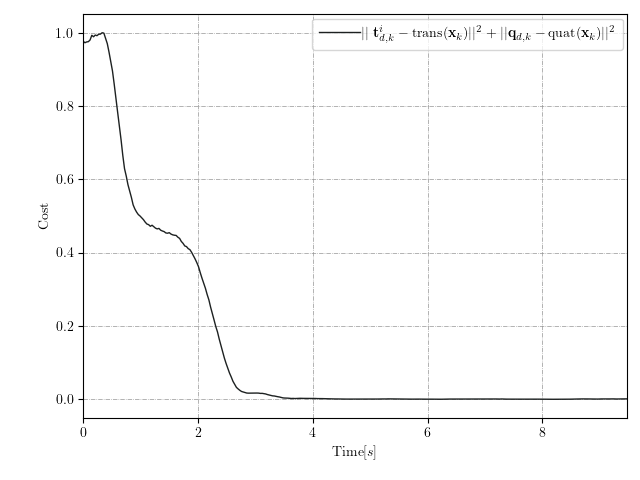 || t^i_{d,k} − trans(x_k)||² + ||q_{d,k} − quat(x_k)||²
1.0
0.8
0.6
0.4
0.2
0.0
Cost
0 2 4 6 8
Time[s]